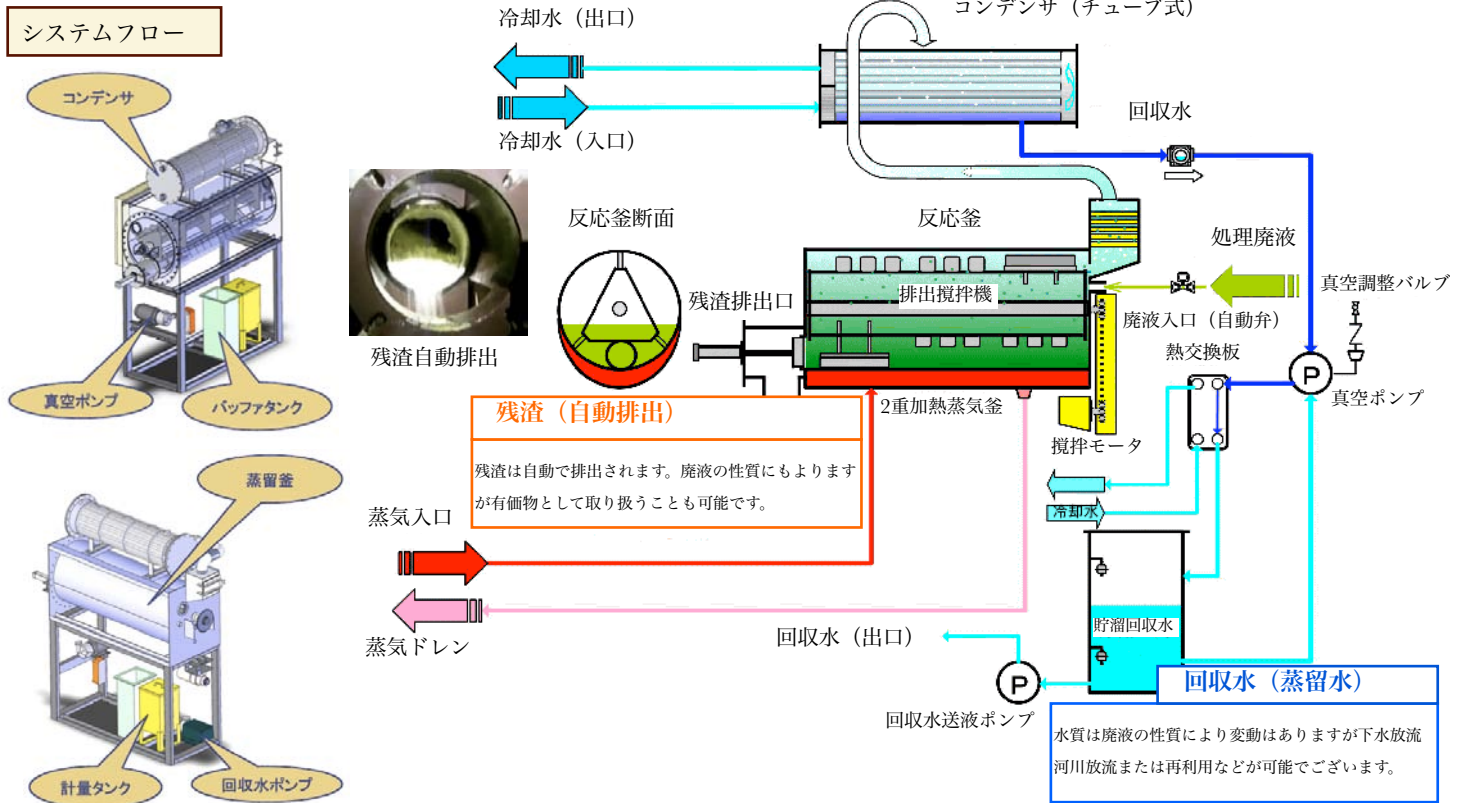 システムフロー
コンデンサ
真空ポンプ
バッファタンク
蒸留釜
計量タンク
回収水ポンプ
冷却水（出口）
冷却水（入口）
コンデンサ（チューブ式）
回収水
反応釜断面
反応釜
処理廃液
残渣排出口
排出撹拌機
真空調整バルブ
廃液入口（自動弁）
残渣自動排出
熱交換板
P
真空ポンプ
2重加熱蒸気釜
撹拌モータ
残渣（自動排出）
残渣は自動で排出されます。廃液の性質にもよります
が有価物として取り扱うことも可能です。
冷却水
蒸気入口
蒸気ドレン
貯溜回収水
回収水（出口）
P
回収水送液ポンプ
回収水（蒸留水）
水質は廃液の性質により変動はありますが下水放流
河川放流または再利用などが可能でございます。